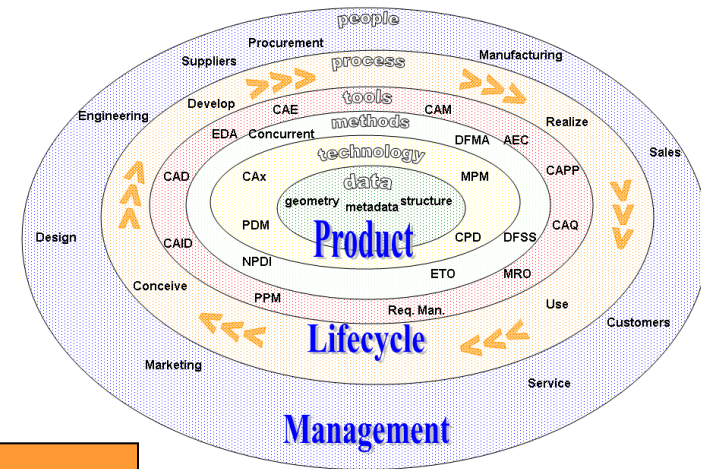 people
Procurement
Suppliers
Manufacturing
process
Develop
tools
Engineering
CAE
CAM
Realize
methods
EDA
Concurrent
DFMA
AEC
technology
Sales
CAD
CAx
data
MPM
CAPP
geometry
metadata
structure
PDM
Product
CPD
DFSS
CAQ
Design
CAID
NPDI
ETO
MRO
Conceive
PPM
Req. Man.
Use
Lifecycle
Customers
Marketing
Service
Management